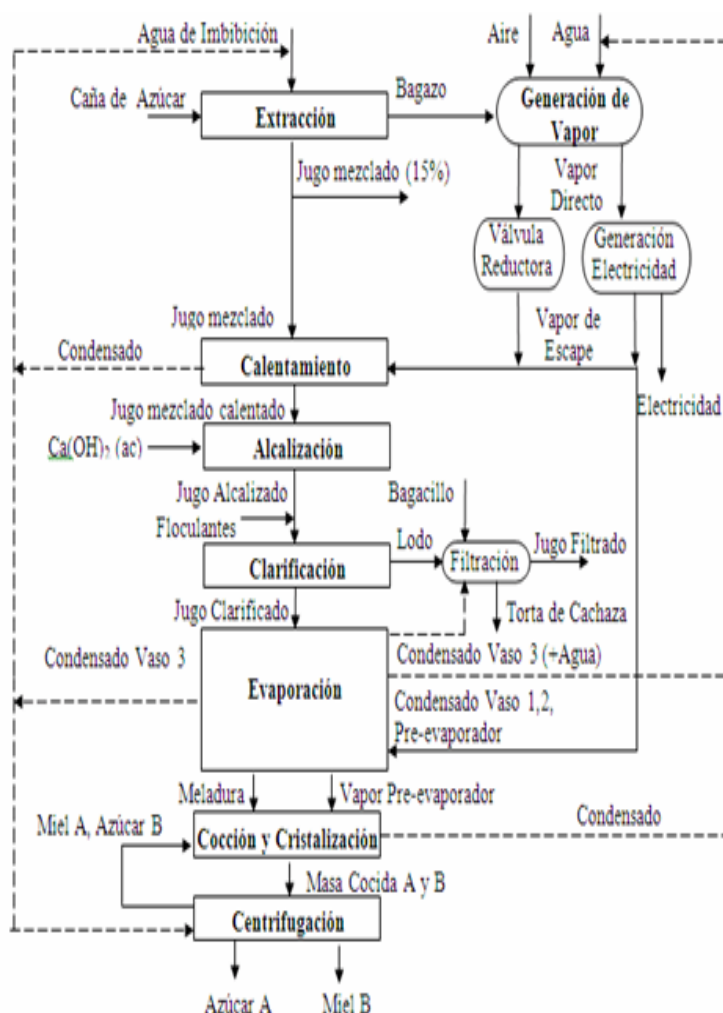 Agua de Imbibición
Aire
Agua
Caña de Azúcar
Extracción
Bagazo
Generación de
Vapor
Jugo mezclado (15%)
Vapor
Directo
Válvula
Reductora
Generación
Electricidad
Jugo mezclado
Vapor de
Escape
Condensado
Calentamiento
Electricidad
Jugo mezclado calentado
Ca(OH)₂ (ac)
Alcalización
Jugo Alcalizado
Floculantes
Bagacillo
Lodo
Clarificación
Filtración
Jugo Filtrado
Jugo Clarificado
Torta de Cachaza
Condensado Vaso 3
Condensado Vaso 3 (+Agua)
Evaporación
Condensado Vaso 1,2,
Pre-evaporador
Meladura
Vapor Pre-evaporador
Condensado
Miel A, Azúcar B
Cocción y Cristalización
Masa Cocida A y B
Centrifugación
Azúcar A
Miel B